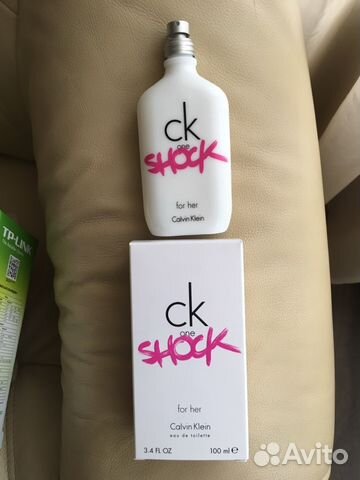 ck
one
SHOCK
for her
Calvin Klein
TP-LINK
ck
one
SHOCK
for her
Calvin Klein
eau de toilette
3.4 FL OZ 100 ml e
Avito